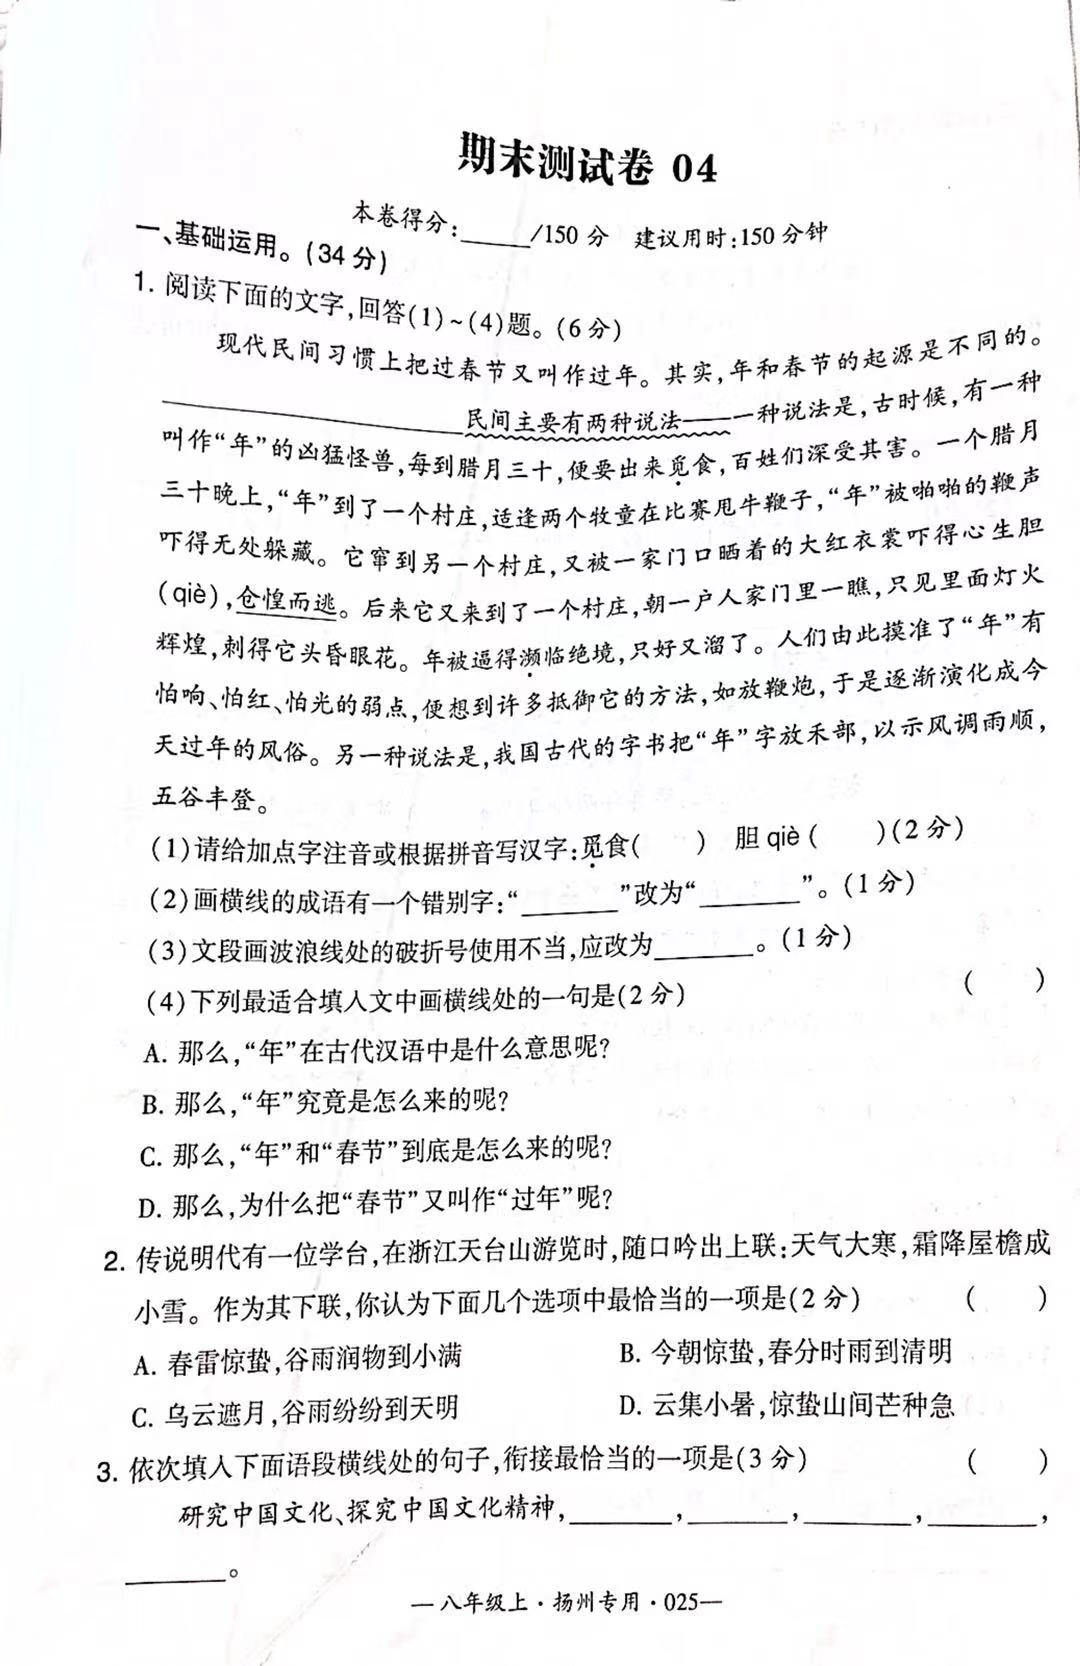 期末测试卷 04
本卷得分:______/150分 建议用时:150分钟
一、基础运用。(34分)
1. 阅读下面的文字,回答(1)~(4)题。(6分)
现代民间习惯上把过春节又叫作过年。其实,年和春节的起源是不同的。
______民间主要有两种说法——一种说法是,古时候,有一种
叫作“年”的凶猛怪兽,每到腊月三十,便要出来觅食,百姓们深受其害。一个腊月
三十晚上,“年”到了一个村庄,适逢两个牧童在比赛甩牛鞭子,“年”被啪啪的鞭声
吓得无处躲藏。它窜到另一个村庄,又被一家门口晒着的大红衣裳吓得心生胆
(qiè),仓惶而逃。后来它又来到了一个村庄,朝一户人家门里一瞧,只见里面灯火
辉煌,刺得它头昏眼花。年被逼得濒临绝境,只好又溜了。人们由此摸准了“年”有
怕响、怕红、怕光的弱点,便想到许多抵御它的方法,如放鞭炮,于是逐渐演化成今
天过年的风俗。另一种说法是,我国古代的字书把“年”字放禾部,以示风调雨顺,
五谷丰登。
(1)请给加点字注音或根据拼音写汉字:觅食( ) 胆qiè( )(2分)
(2)画横线的成语有一个错别字:“______”改为“______”。(1分)
(3)文段画波浪线处的破折号使用不当,应改为______。(1分)
(4)下列最适合填入文中画横线处的一句是(2分) ( )
A. 那么,“年”在古代汉语中是什么意思呢?
B. 那么,“年”究竟是怎么来的呢?
C. 那么,“年”和“春节”到底是怎么来的呢?
D. 那么,为什么把“春节”又叫作“过年”呢?
2. 传说明代有一位学台,在浙江天台山游览时,随口吟出上联:天气大寒,霜降屋檐成
小雪。作为其下联,你认为下面几个选项中最恰当的一项是(2分) ( )
A. 春雷惊蛰,谷雨润物到小满 B. 今朝惊蛰,春分时雨到清明
C. 乌云遮月,谷雨纷纷到天明 D. 云集小暑,惊蛰山间芒种急
3. 依次填入下面语段横线处的句子,衔接最恰当的一项是(3分) ( )
研究中国文化、探究中国文化精神,______,______,______,______,
______。
—八年级上·扬州专用·025—